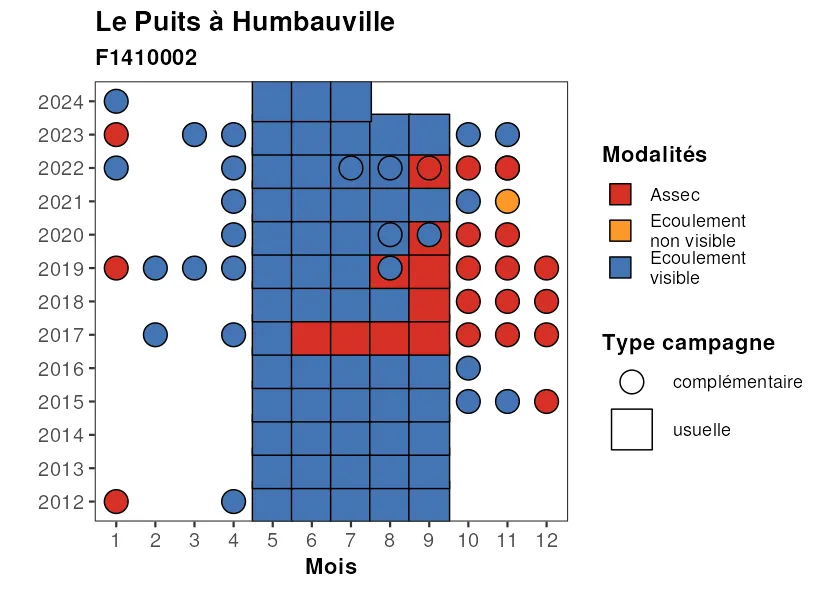 Le Puits à Humbauville
F1410002
2024
2023
2022
2021
2020
2019
2018
2017
2016
2015
2014
2013
2012
1 2 3 4 5 6 7 8 9 10 11 12
Mois
Modalités
Assec
Ecoulement
non visible
Ecoulement
visible
Type campagne
complémentaire
usuelle